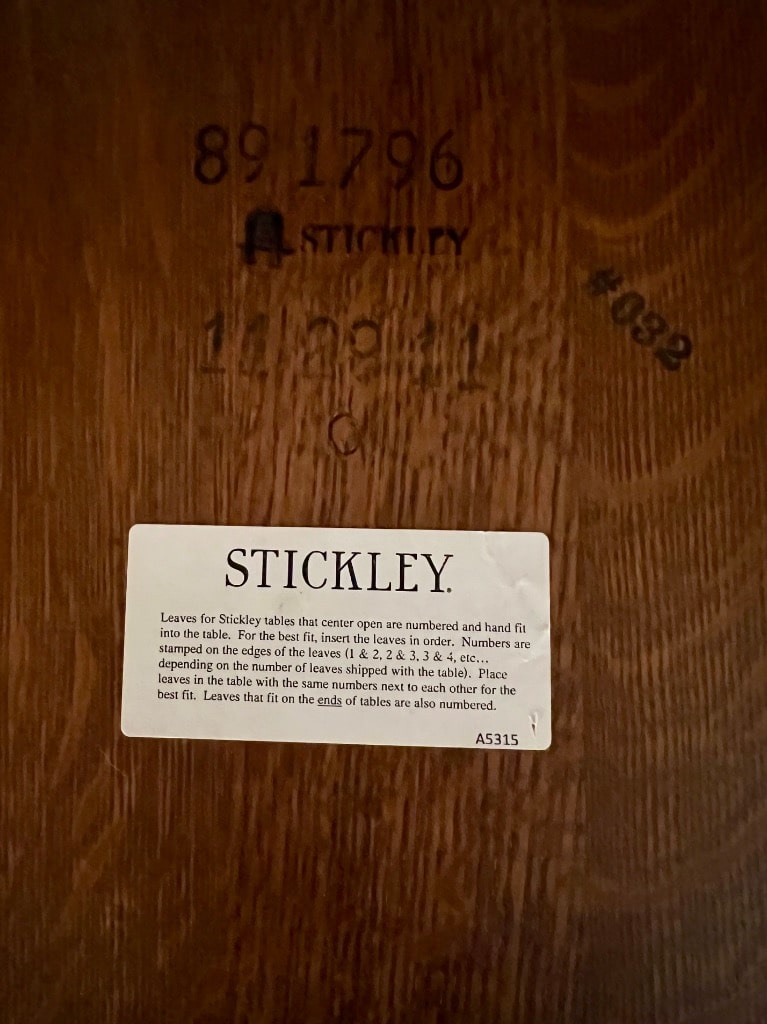 89 1796
STICKLEY
#032
11 29 11
STICKLEY.
Leaves for Stickley tables that center open are numbered and hand fit
into the table. For the best fit, insert the leaves in order. Numbers are
stamped on the edges of the leaves (1 & 2, 2 & 3, 3 & 4, etc...
depending on the number of leaves shipped with the table). Place
leaves in the table with the same numbers next to each other for the
best fit. Leaves that fit on the ends of tables are also numbered.
A5315